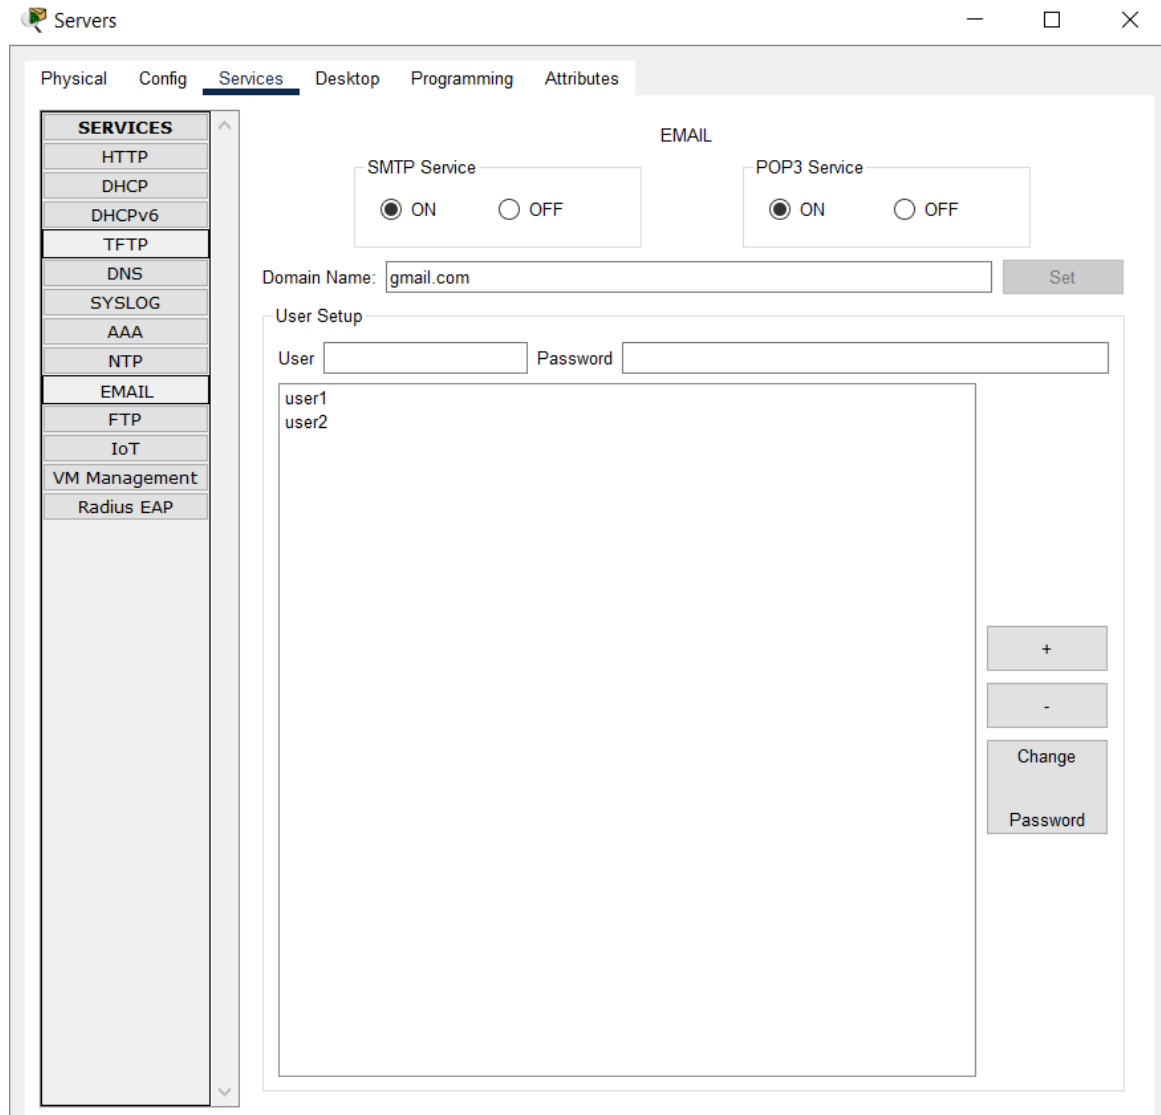 Servers
Physical Config Services Desktop Programming Attributes
SERVICES
HTTP
DHCP
DHCPv6
TFTP
DNS
SYSLOG
AAA
NTP
EMAIL
FTP
IoT
VM Management
Radius EAP
EMAIL
SMTP Service
ON OFF
POP3 Service
ON OFF
Domain Name: gmail.com Set
User Setup
User Password
user1
user2
+
-
Change
Password